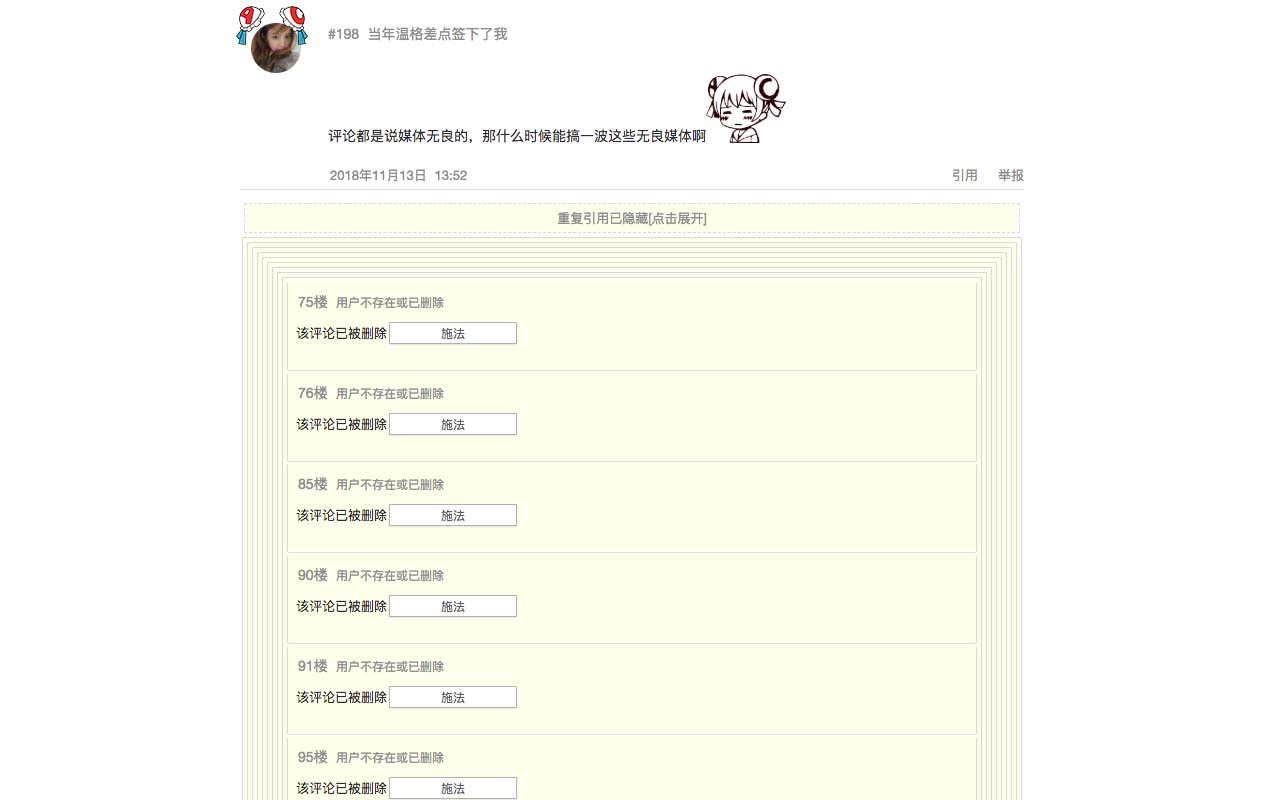 #198 当年温格差点签下了我
评论都是说媒体无良的，那什么时候能搞一波这些无良媒体啊
2018年11月13日 13:52 引用 举报
重复引用已隐藏[点击展开]
75楼 用户不存在或已删除
该评论已被删除 施法
76楼 用户不存在或已删除
该评论已被删除 施法
85楼 用户不存在或已删除
该评论已被删除 施法
90楼 用户不存在或已删除
该评论已被删除 施法
91楼 用户不存在或已删除
该评论已被删除 施法
95楼 用户不存在或已删除
该评论已被删除 施法